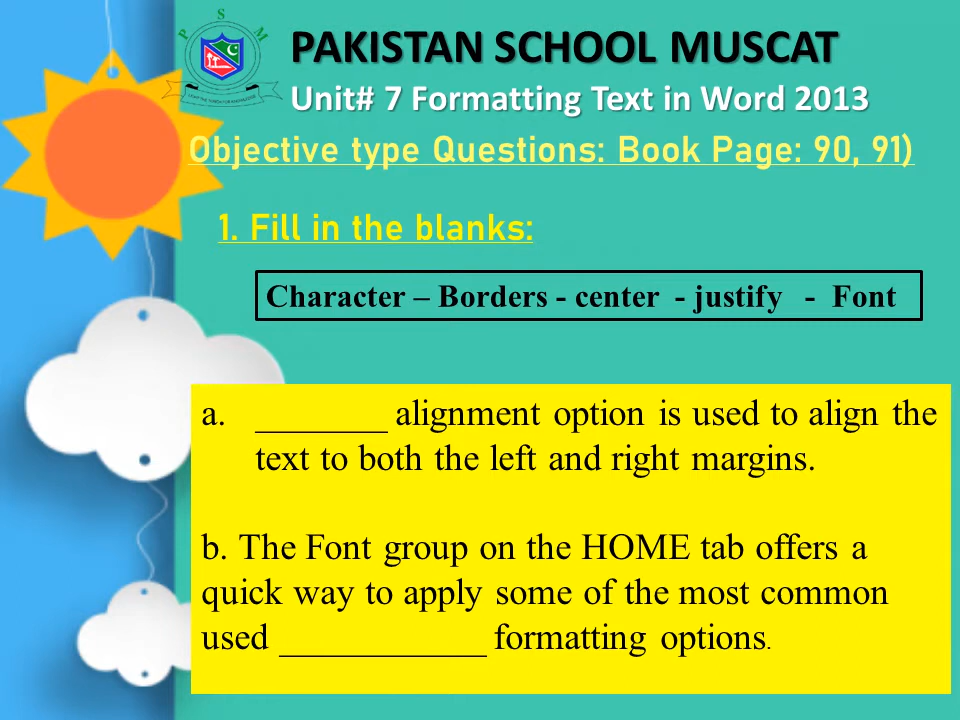 P S M
PAKISTAN SCHOOL MUSCAT
Unit# 7 Formatting Text in Word 2013
Objective type Questions: Book Page: 90, 91)
1. Fill in the blanks:
Character – Borders - center - justify - Font
a. _______ alignment option is used to align the
text to both the left and right margins.
b. The Font group on the HOME tab offers a
quick way to apply some of the most common
used ___________ formatting options.